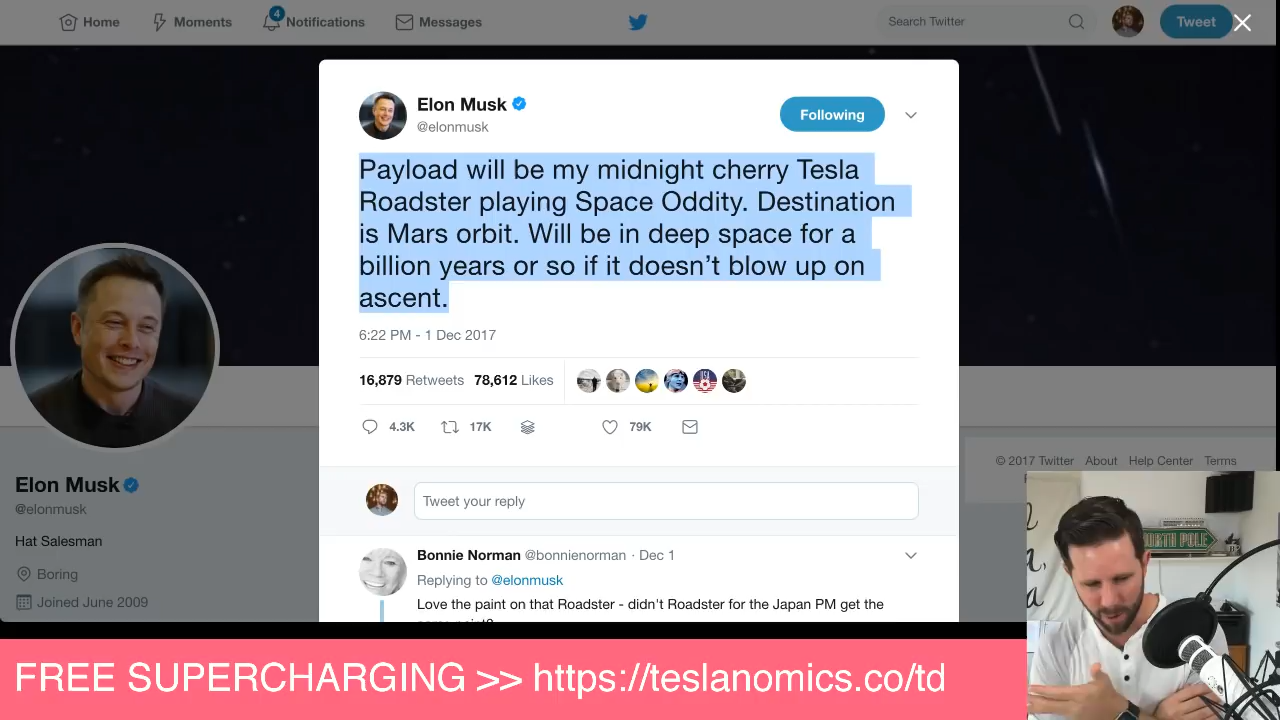 Home
Moments
4
Notifications
Messages
Search Twitter
Tweet
Elon Musk
@elonmusk
Following
Payload will be my midnight cherry Tesla
Roadster playing Space Oddity. Destination
is Mars orbit. Will be in deep space for a
billion years or so if it doesn’t blow up on
ascent.
6:22 PM - 1 Dec 2017
16,879 Retweets 78,612 Likes
4.3K 17K 79K
Tweet your reply
Bonnie Norman @bonnienorman · Dec 1
Replying to @elonmusk
Love the paint on that Roadster - didn't Roadster for the Japan PM get the
Elon Musk
@elonmusk
Hat Salesman
Boring
Joined June 2009
© 2017 Twitter About Help Center Terms
NORTH POLE
FREE SUPERCHARGING >> https://teslanomics.co/td